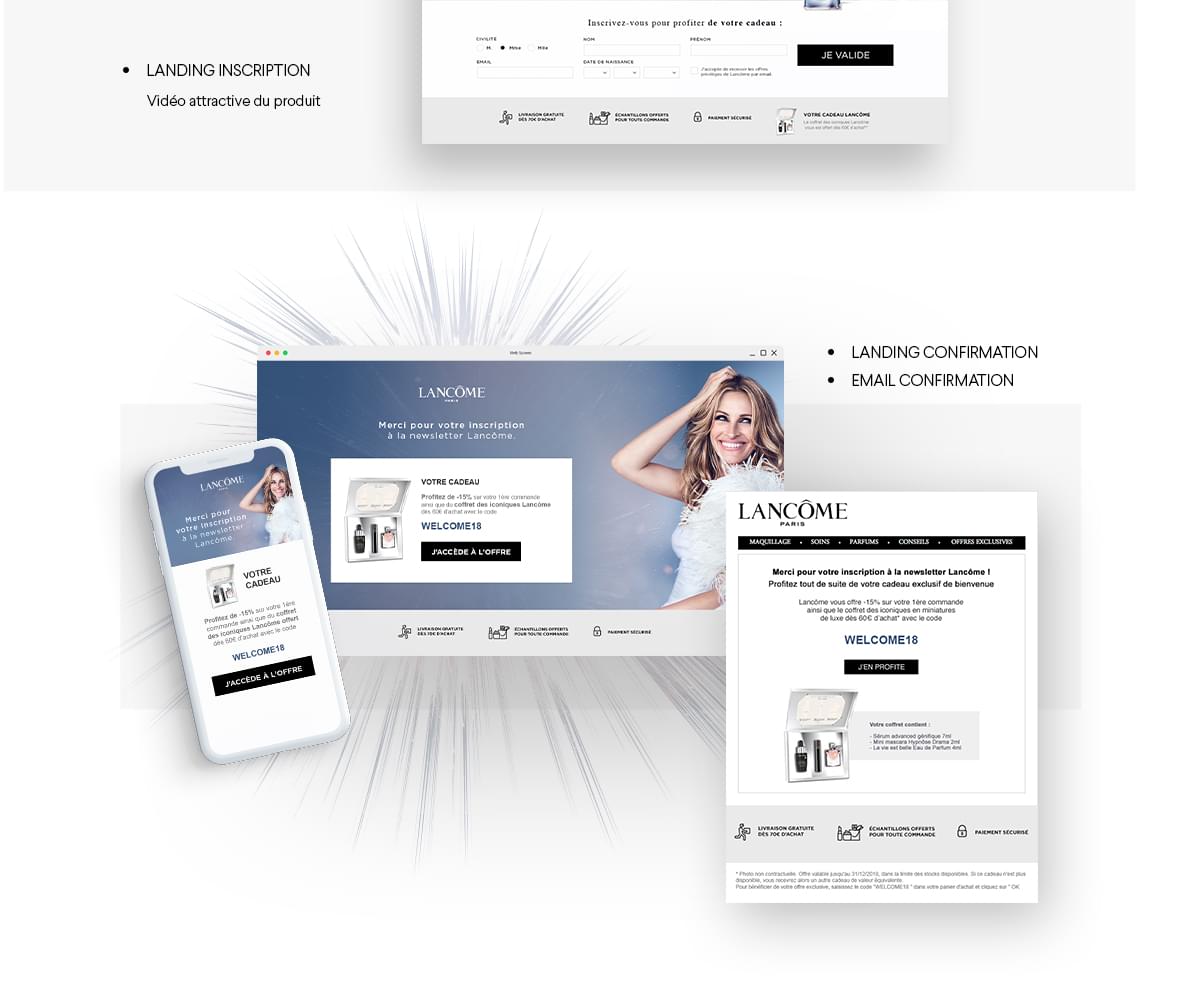 Inscrivez-vous pour profiter de votre cadeau :
CIVILITÉ
M. Mme Mlle
NOM
PRÉNOM
JE VALIDE
EMAIL
DATE DE NAISSANCE
J'accepte de recevoir les offres
privilèges de Lancôme par email.
LIVRAISON GRATUITE
DÈS 70€ D'ACHAT
ÉCHANTILLONS OFFERTS
POUR TOUTE COMMANDE
PAIEMENT SÉCURISÉ
VOTRE CADEAU LANCÔME
Le coffret des iconiques Lancôme
vous est offert dès 60€ d'achat*
• LANDING INSCRIPTION
Vidéo attractive du produit
• LANDING CONFIRMATION
• EMAIL CONFIRMATION
Web Screen
LANCÔME
PARIS
Merci pour votre inscription
à la newsletter Lancôme.
VOTRE CADEAU
Profitez de -15% sur votre 1ère commande
ainsi que du coffret des iconiques Lancôme
dès 60€ d'achat avec le code
WELCOME18
J'ACCÈDE À L'OFFRE
LIVRAISON GRATUITE
DÈS 70€ D'ACHAT
ÉCHANTILLONS OFFERTS
POUR TOUTE COMMANDE
PAIEMENT SÉCURISÉ
LANCÔME
PARIS
Merci pour
votre inscription
à la newsletter
Lancôme.
VOTRE
CADEAU
Profitez de -15% sur votre 1ère
commande ainsi que du coffret
des iconiques Lancôme offert
dès 60€ d'achat avec le code
WELCOME18
J'ACCÈDE À L'OFFRE
LANCÔME
PARIS
MAQUILLAGE • SOINS • PARFUMS • CONSEILS • OFFRES EXCLUSIVES
Merci pour votre inscription à la newsletter Lancôme !
Profitez tout de suite de votre cadeau exclusif de bienvenue
Lancôme vous offre -15% sur votre 1ère commande
ainsi que le coffret des iconiques en miniatures
de luxe dès 60€ d'achat* avec le code
WELCOME18
J'EN PROFITE
Votre coffret contient :
- Sérum advanced génifique 7ml
- Mini mascara Hypnôse Drama 2ml
- La vie est belle Eau de Parfum 4ml
LIVRAISON GRATUITE
DÈS 70€ D'ACHAT
ÉCHANTILLONS OFFERTS
POUR TOUTE COMMANDE
PAIEMENT SÉCURISÉ
* Photo non contractuelle. Offre valable jusqu'au 31/12/2018, dans la limite des stocks disponibles. Si ce cadeau n'est plus
disponible, vous recevrez alors un autre cadeau de valeur équivalente.
Pour bénéficier de votre offre exclusive, saisissez le code "WELCOME18 " dans votre panier d'achat et cliquez sur " OK